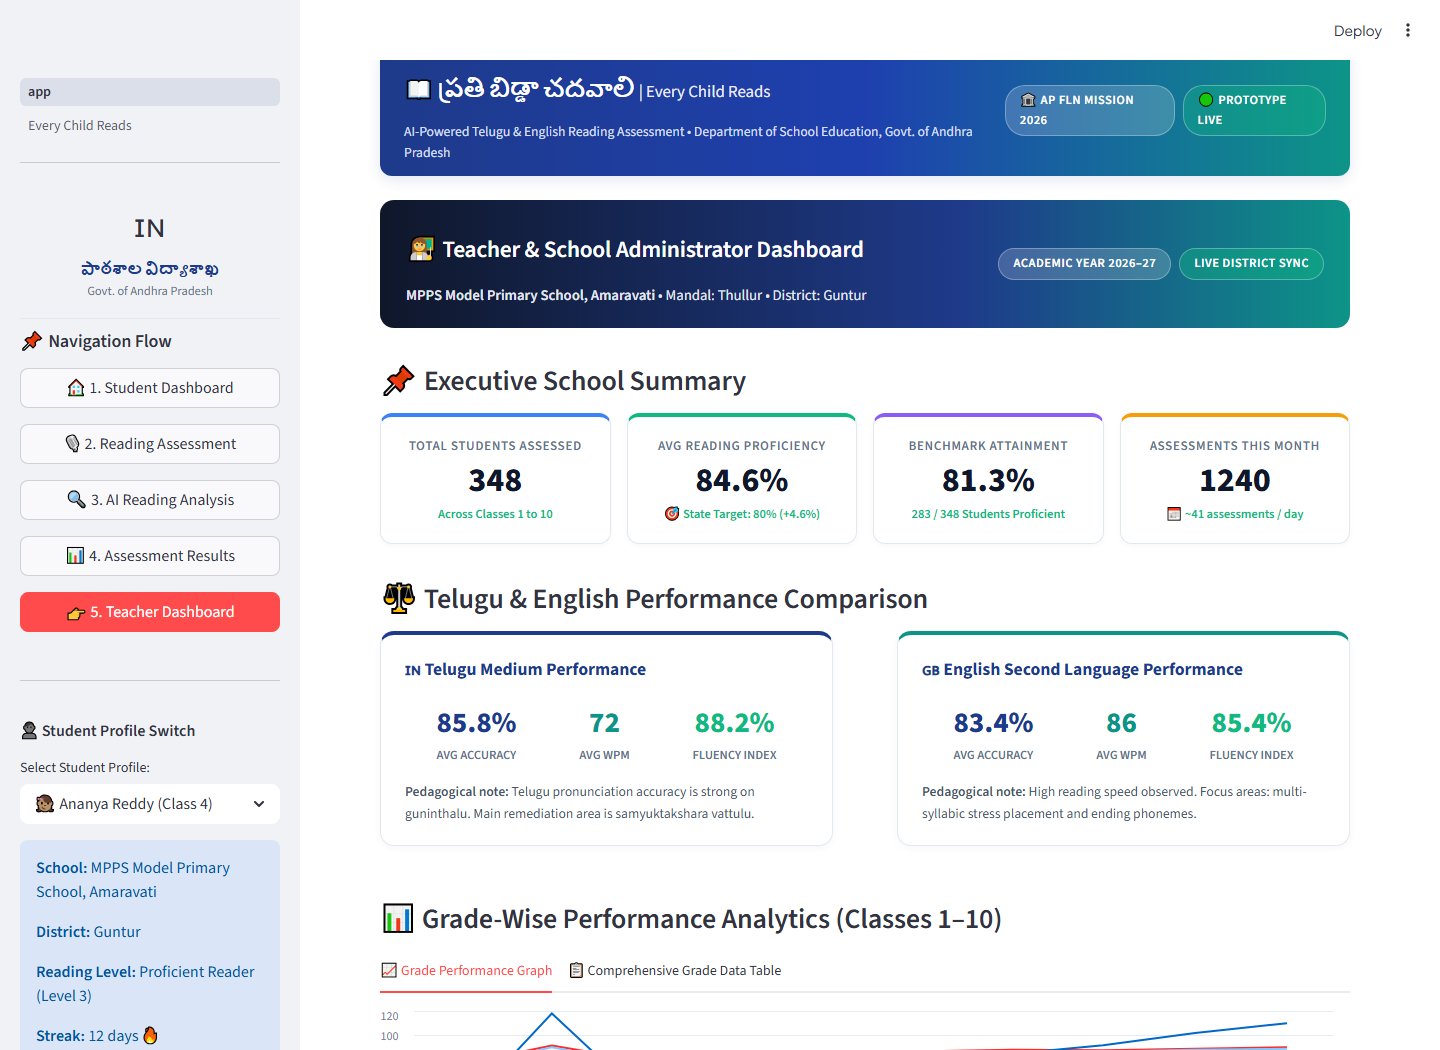 Deploy
app
Every Child Reads
IN
పాఠశాల విద్యాశాఖ
Govt. of Andhra Pradesh
Navigation Flow
1. Student Dashboard
2. Reading Assessment
3. AI Reading Analysis
4. Assessment Results
5. Teacher Dashboard
Student Profile Switch
Select Student Profile:
Ananya Reddy (Class 4)
School: MPPS Model Primary
School, Amaravati
District: Guntur
Reading Level: Proficient Reader
(Level 3)
Streak: 12 days
ప్రతి బిడ్డా చదవాలి | Every Child Reads
AI-Powered Telugu & English Reading Assessment • Department of School Education, Govt. of Andhra
Pradesh
AP FLN MISSION
2026
PROTOTYPE
LIVE
Teacher & School Administrator Dashboard
MPPS Model Primary School, Amaravati • Mandal: Thullur • District: Guntur
ACADEMIC YEAR 2026–27
LIVE DISTRICT SYNC
Executive School Summary
TOTAL STUDENTS ASSESSED
348
Across Classes 1 to 10
AVG READING PROFICIENCY
84.6%
State Target: 80% (+4.6%)
BENCHMARK ATTAINMENT
81.3%
283 / 348 Students Proficient
ASSESSMENTS THIS MONTH
1240
~41 assessments / day
Telugu & English Performance Comparison
IN Telugu Medium Performance
85.8%
72
88.2%
AVG ACCURACY
AVG WPM
FLUENCY INDEX
Pedagogical note: Telugu pronunciation accuracy is strong on
guninthalu. Main remediation area is samyuktakshara vattulu.
GB English Second Language Performance
83.4%
86
85.4%
AVG ACCURACY
AVG WPM
FLUENCY INDEX
Pedagogical note: High reading speed observed. Focus areas: multi-
syllabic stress placement and ending phonemes.
Grade-Wise Performance Analytics (Classes 1–10)
Grade Performance Graph
Comprehensive Grade Data Table
120
100